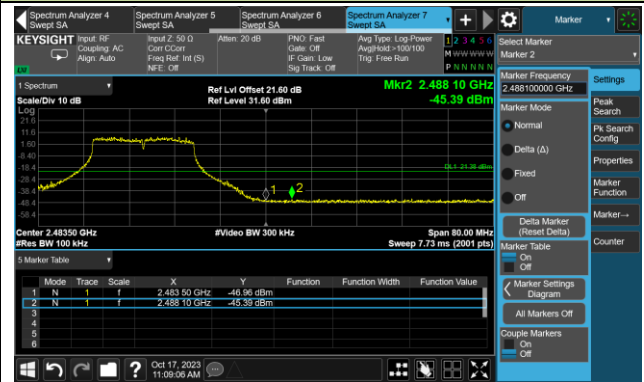 Spectrum Analyzer 4
Swept SA
Spectrum Analyzer 5
Swept SA
Spectrum Analyzer 6
Swept SA
Spectrum Analyzer 7
Swept SA
Marker
KEYSIGHT
Input: RF
Coupling: AC
Align: Auto
Input Z: 50 Ω
Corr CCorr
Freq Ref: Int (S)
NFE: Off
Atten: 20 dB
PNO: Fast
Gate: Off
IF Gain: Low
Sig Track: Off
Avg Type: Log-Power
Avg|Hold:>100/100
Trig: Free Run
1 2 3 4 5 6
M W W W W W
P N N N N N
Select Marker
Marker 2
1 Spectrum
Scale/Div 10 dB
Log
Ref Lvl Offset 21.60 dB
Ref Level 31.60 dBm
Mkr2 2.488 10 GHz
-45.39 dBm
21.6
11.6
1.60
-8.40
-18.4
-28.4
-38.4
-48.4
-58.4
DL1 -21.38 dBm
1
2
Center 2.48350 GHz
#Res BW 100 kHz
#Video BW 300 kHz
Span 80.00 MHz
Sweep 7.73 ms (2001 pts)
5 Marker Table
Mode Trace Scale X Y Function Function Width Function Value
1 N 1 f 2.483 50 GHz -46.96 dBm
2 N 1 f 2.488 10 GHz -45.39 dBm
3
4
5
6
Marker Frequency
2.488100000 GHz
Marker Mode
Normal
Delta (Δ)
Fixed
Off
Delta Marker
(Reset Delta)
Marker Table
On
Off
Marker Settings
Diagram
All Markers Off
Couple Markers
On
Off
Settings
Peak
Search
Pk Search
Config
Properties
Marker
Function
Marker→
Counter
Oct 17, 2023
11:09:06 AM